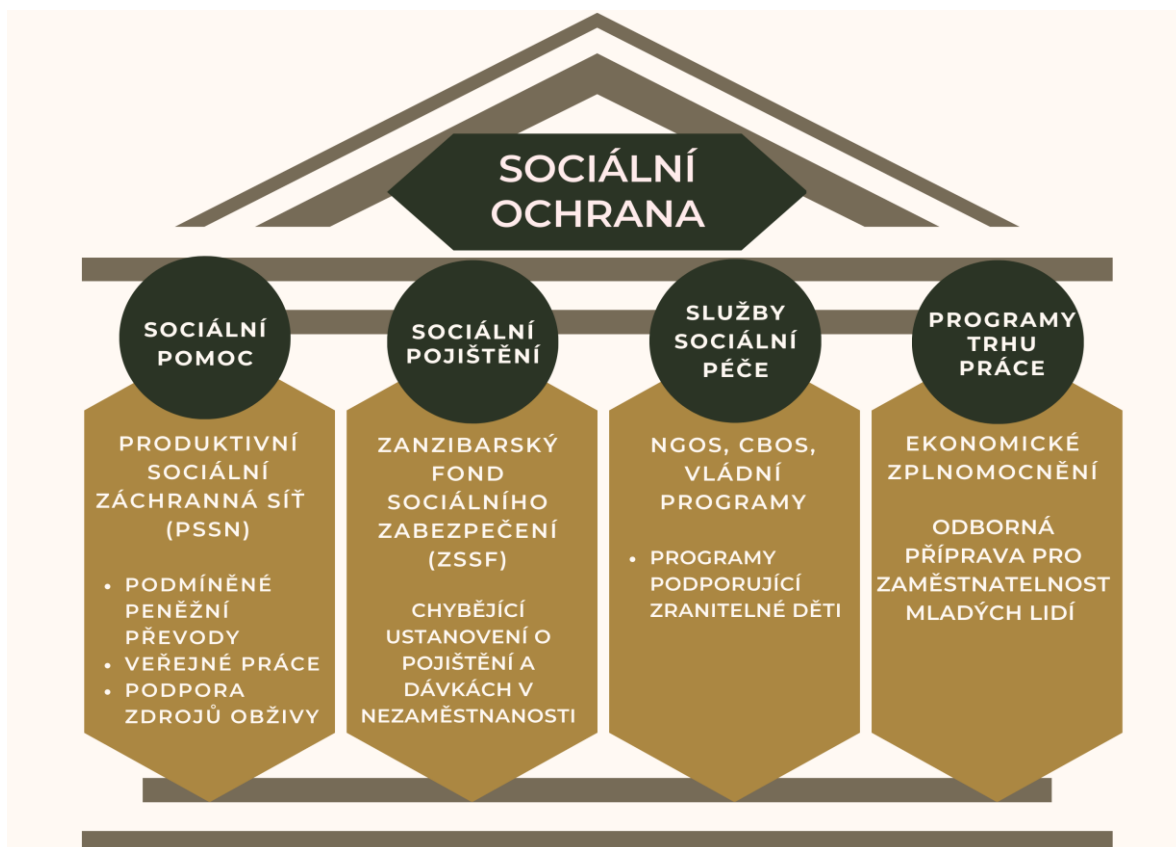 SOCIÁLNÍ
OCHRANA
SOCIÁLNÍ
POMOC
PRODUKTIVNÍ
SOCIÁLNÍ
ZÁCHRANNÁ SÍŤ
(PSSN)
• PODMÍNĚNÉ
PENĚŽNÍ
PŘEVODY
• VEŘEJNÉ PRÁCE
• PODPORA
ZDROJŮ OBŽIVY
SOCIÁLNÍ
POJIŠTĚNÍ
ZANZIBARSKÝ
FOND
SOCIÁLNÍHO
ZABEZPEČENÍ
(ZSSF)
CHYBĚJÍCÍ
USTANOVENÍ O
POJIŠTĚNÍ A
DÁVKÁCH V
NEZAMĚSTNANOSTI
SLUŽBY
SOCIÁLNÍ
PÉČE
NGOS, CBOS,
VLÁDNÍ
PROGRAMY
• PROGRAMY
PODPORUJÍCÍ
ZRANITELNÉ DĚTI
PROGRAMY
TRHU
PRÁCE
EKONOMICKÉ
ZPLNOMOCNĚNÍ
ODBORNÁ
PŘÍPRAVA PRO
ZAMĚSTNATELNOST
MLADÝCH LIDÍ